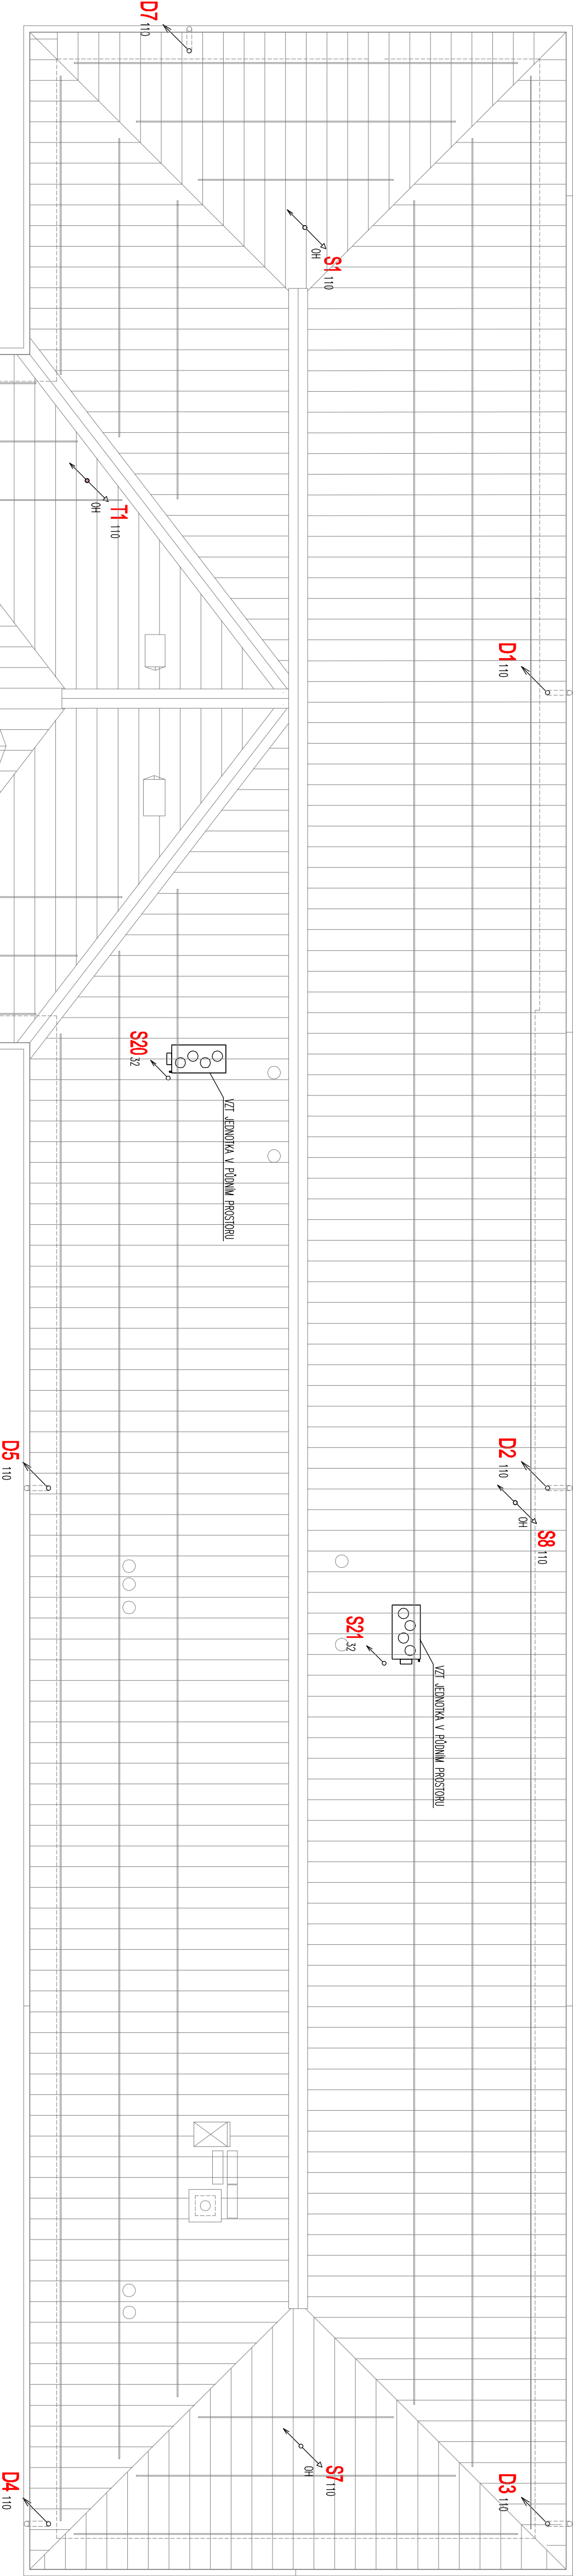 D7
110
S1
110
OH
T1
110
OH
D1
110
S20
32
VZT JEDNOTKA V PŮDNÍM PROSTORU
D2
110
S8
110
OH
D5
110
S21
32
VZT JEDNOTKA V PŮDNÍM PROSTORU
S7
110
OH
D3
110
D4
110